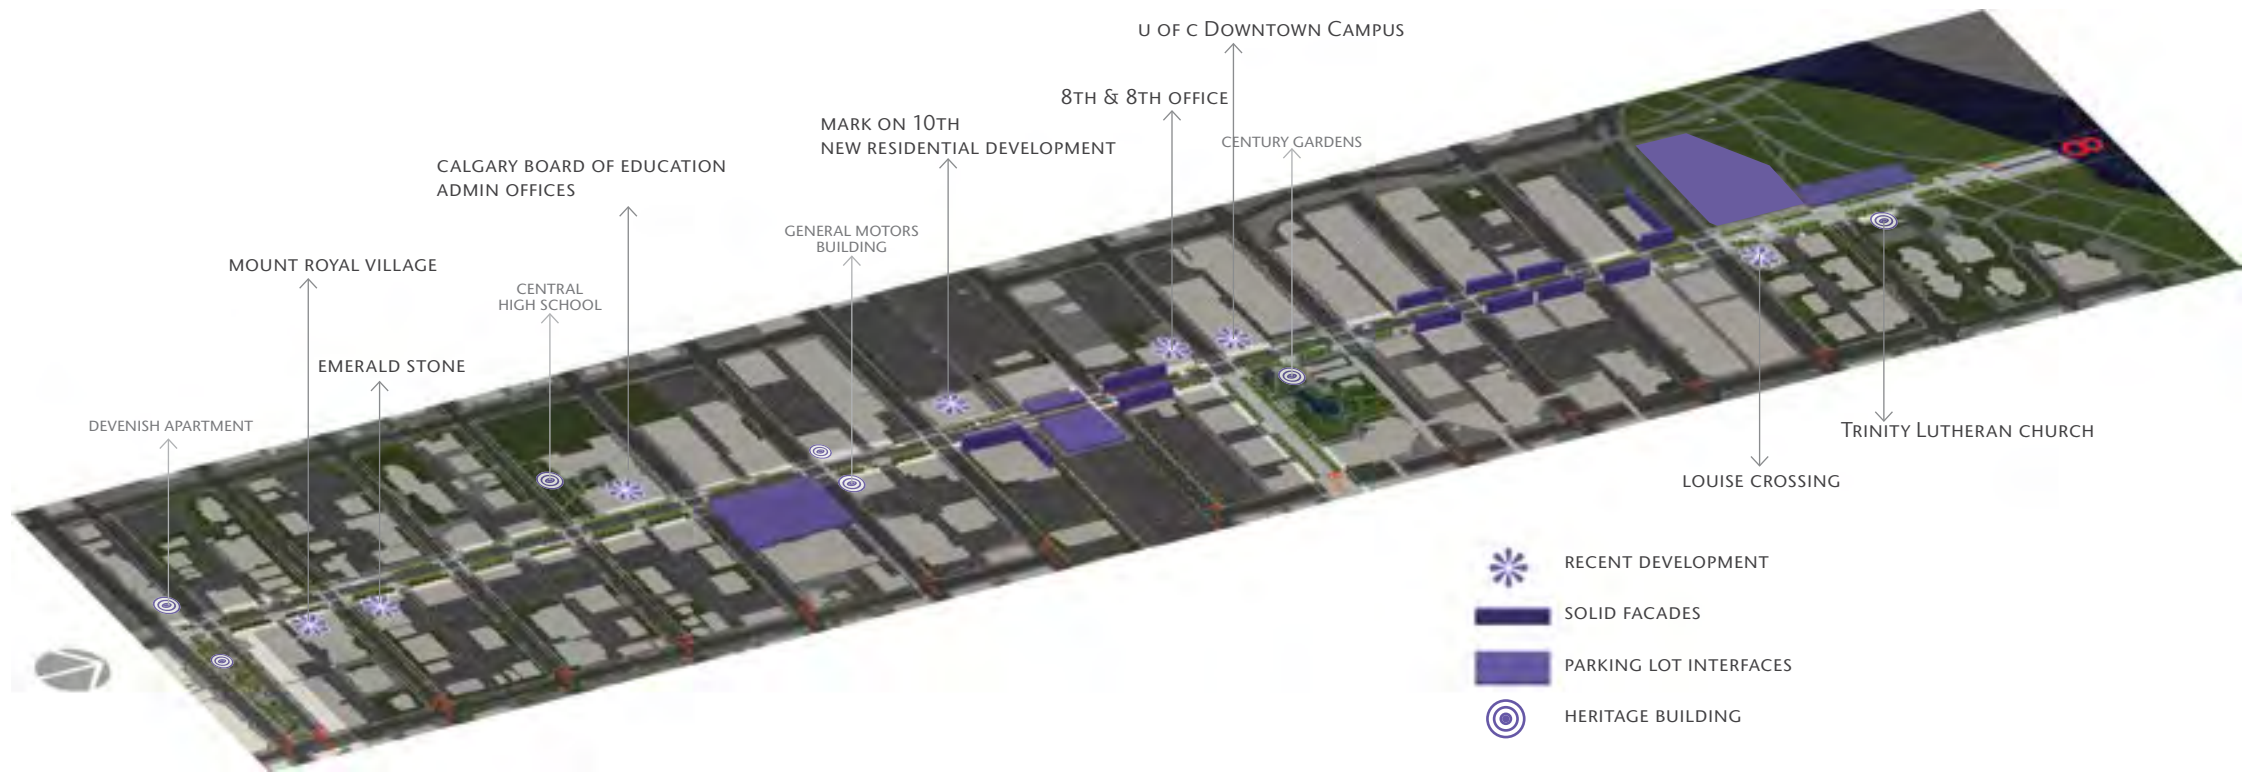 U OF C DOWNTOWN CAMPUS
8TH & 8TH OFFICE
MARK ON 10TH
NEW RESIDENTIAL DEVELOPMENT
CENTURY GARDENS
CALGARY BOARD OF EDUCATION
ADMIN OFFICES
GENERAL MOTORS
BUILDING
MOUNT ROYAL VILLAGE
CENTRAL
HIGH SCHOOL
EMERALD STONE
DEVENISH APARTMENT
TRINITY LUTHERAN CHURCH
LOUISE CROSSING
RECENT DEVELOPMENT
SOLID FACADES
PARKING LOT INTERFACES
HERITAGE BUILDING